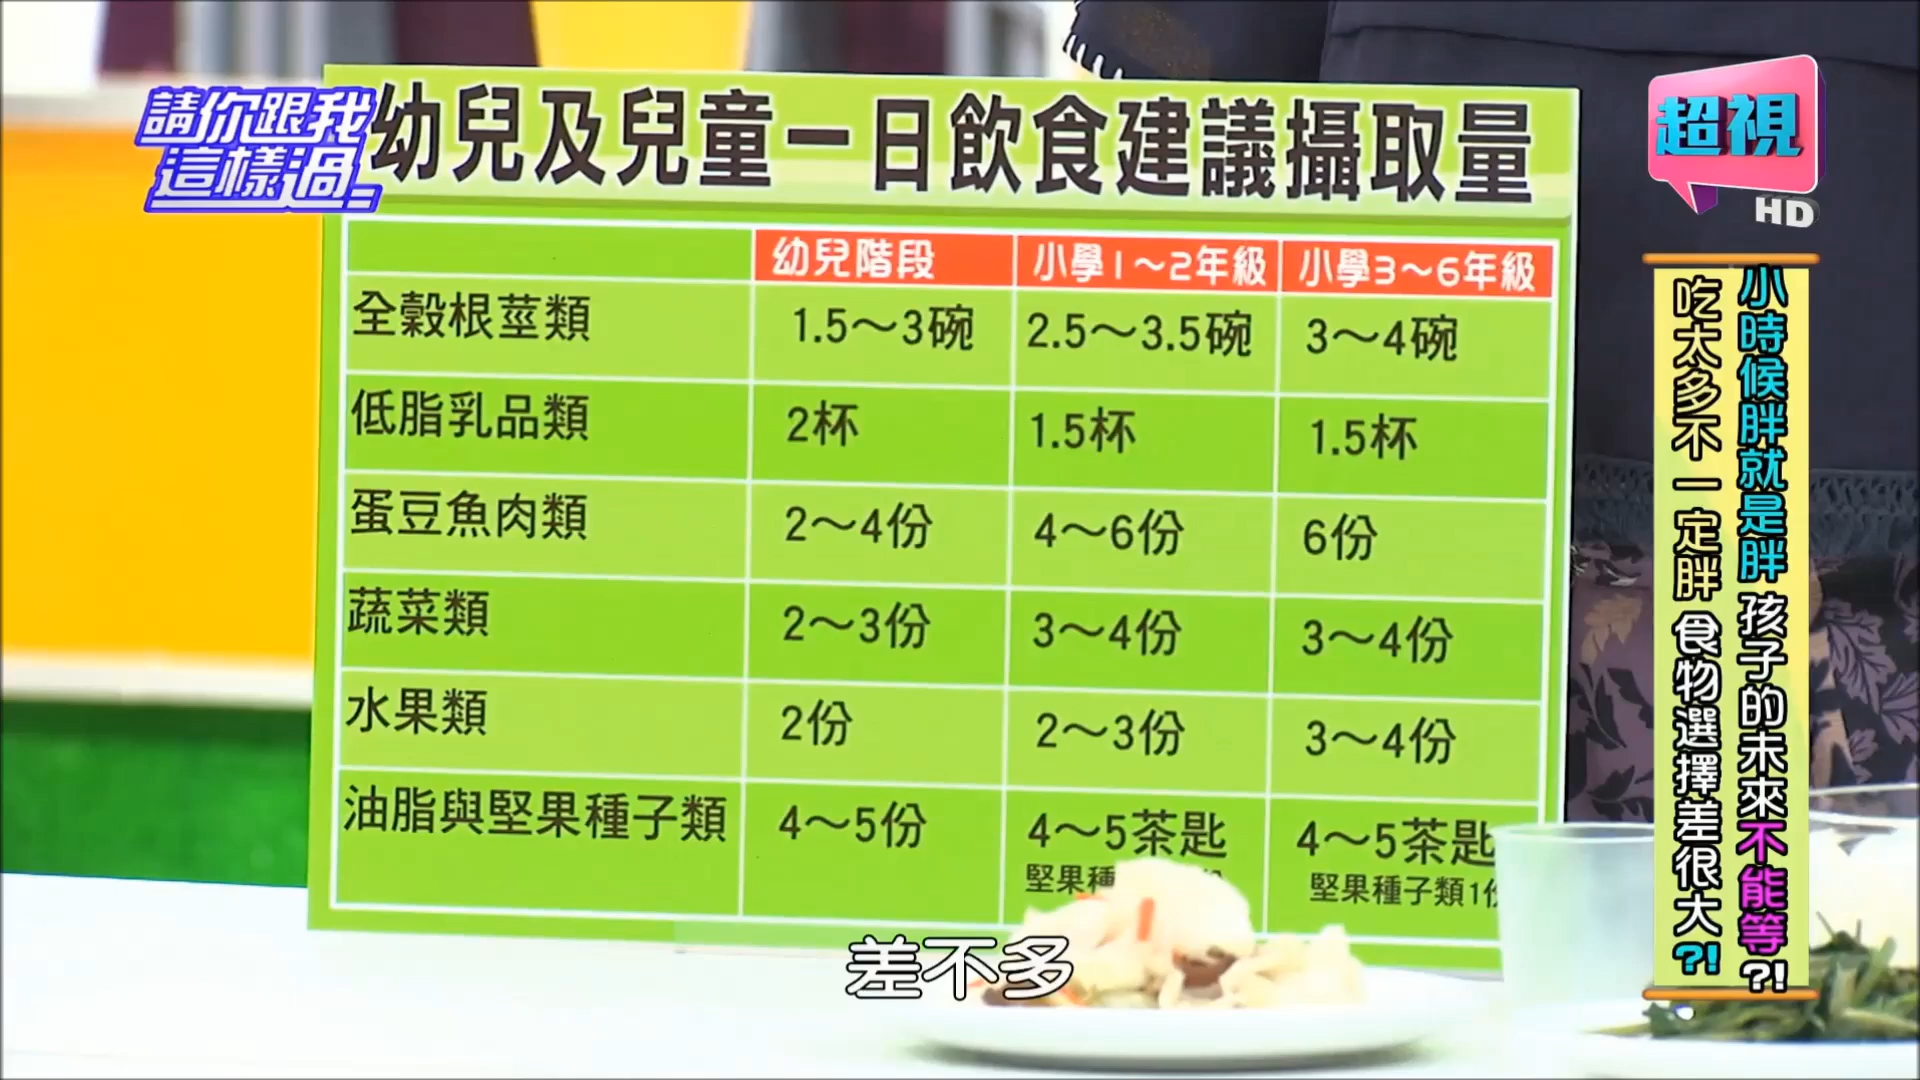 請你跟我
這樣過
幼兒及兒童一日飲食建議攝取量
超視
HD
幼兒階段 小學1～2年級 小學3～6年級
全穀根莖類 1.5～3碗 2.5～3.5碗 3～4碗
低脂乳品類 2杯 1.5杯 1.5杯
蛋豆魚肉類 2～4份 4～6份 6份
蔬菜類 2～3份 3～4份 3～4份
水果類 2份 2～3份 3～4份
油脂與堅果種子類 4～5份 4～5茶匙 4～5茶匙
堅果種 堅果種子類1份
小時候胖就是胖 孩子的未來不能等?!
吃太多不一定胖 食物選擇差很大?!
差不多